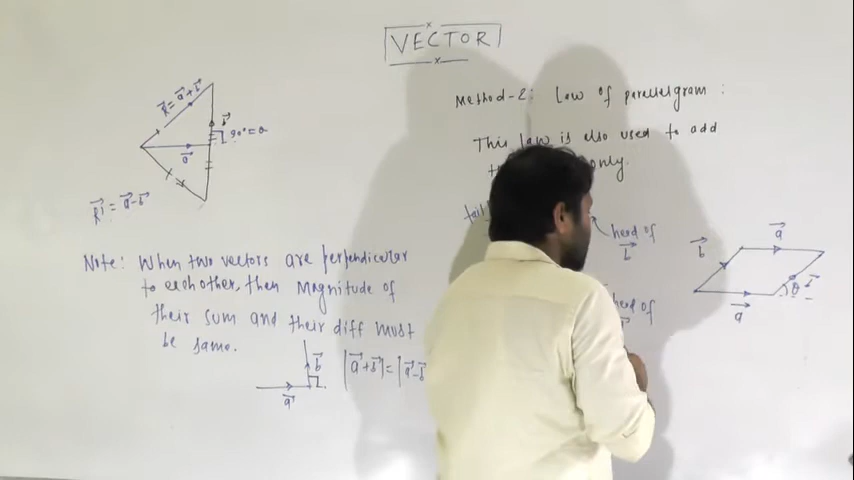 VECTOR
R⃗ = a⃗ + b⃗
b⃗
90° = θ
a⃗
R⃗' = a⃗ - b⃗
Note: When two vectors are perpendicular
to each other, then magnitude of
their sum and their diff must
be same.
b⃗
a⃗
|a⃗ + b⃗| = |a⃗ - b⃗
Method-2: Law of parallelgram :
This law is also used to add
only.
tail
head of
b⃗
head of
a⃗
b⃗
b⃗
θ
a⃗